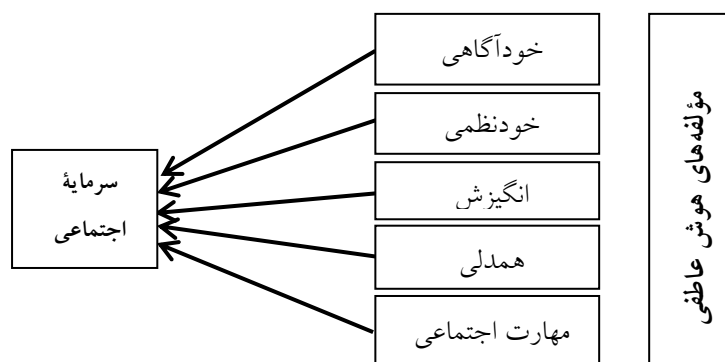 مؤلفه‌های هوش عاطفی
خودآگاهی
خودنظمی
انگیزش
همدلی
مهارت اجتماعی
سرمایهٔ
اجتماعی